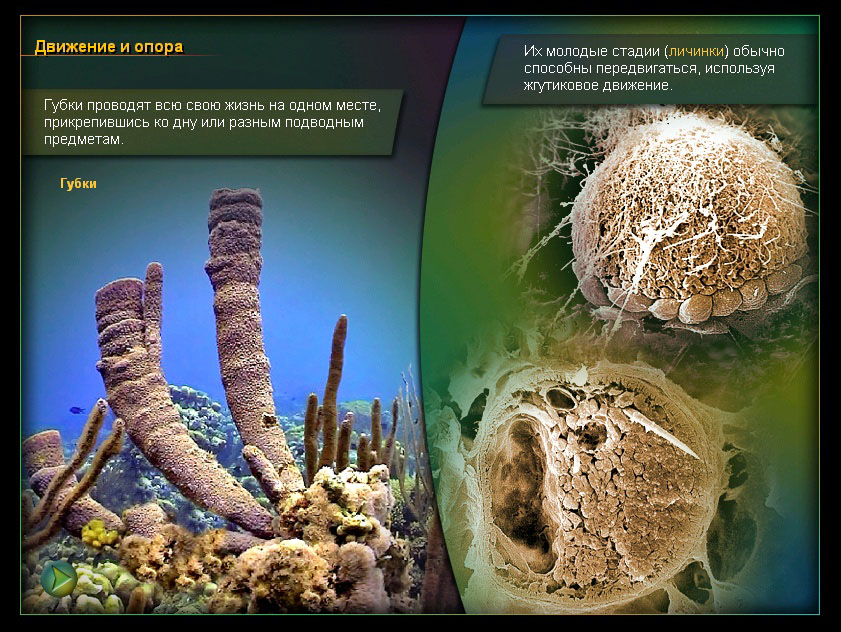 Движение и опора
Губки проводят всю свою жизнь на одном месте,
прикрепившись ко дну или разным подводным
предметам.
Губки
Их молодые стадии (личинки) обычно
способны передвигаться, используя
жгутиковое движение.